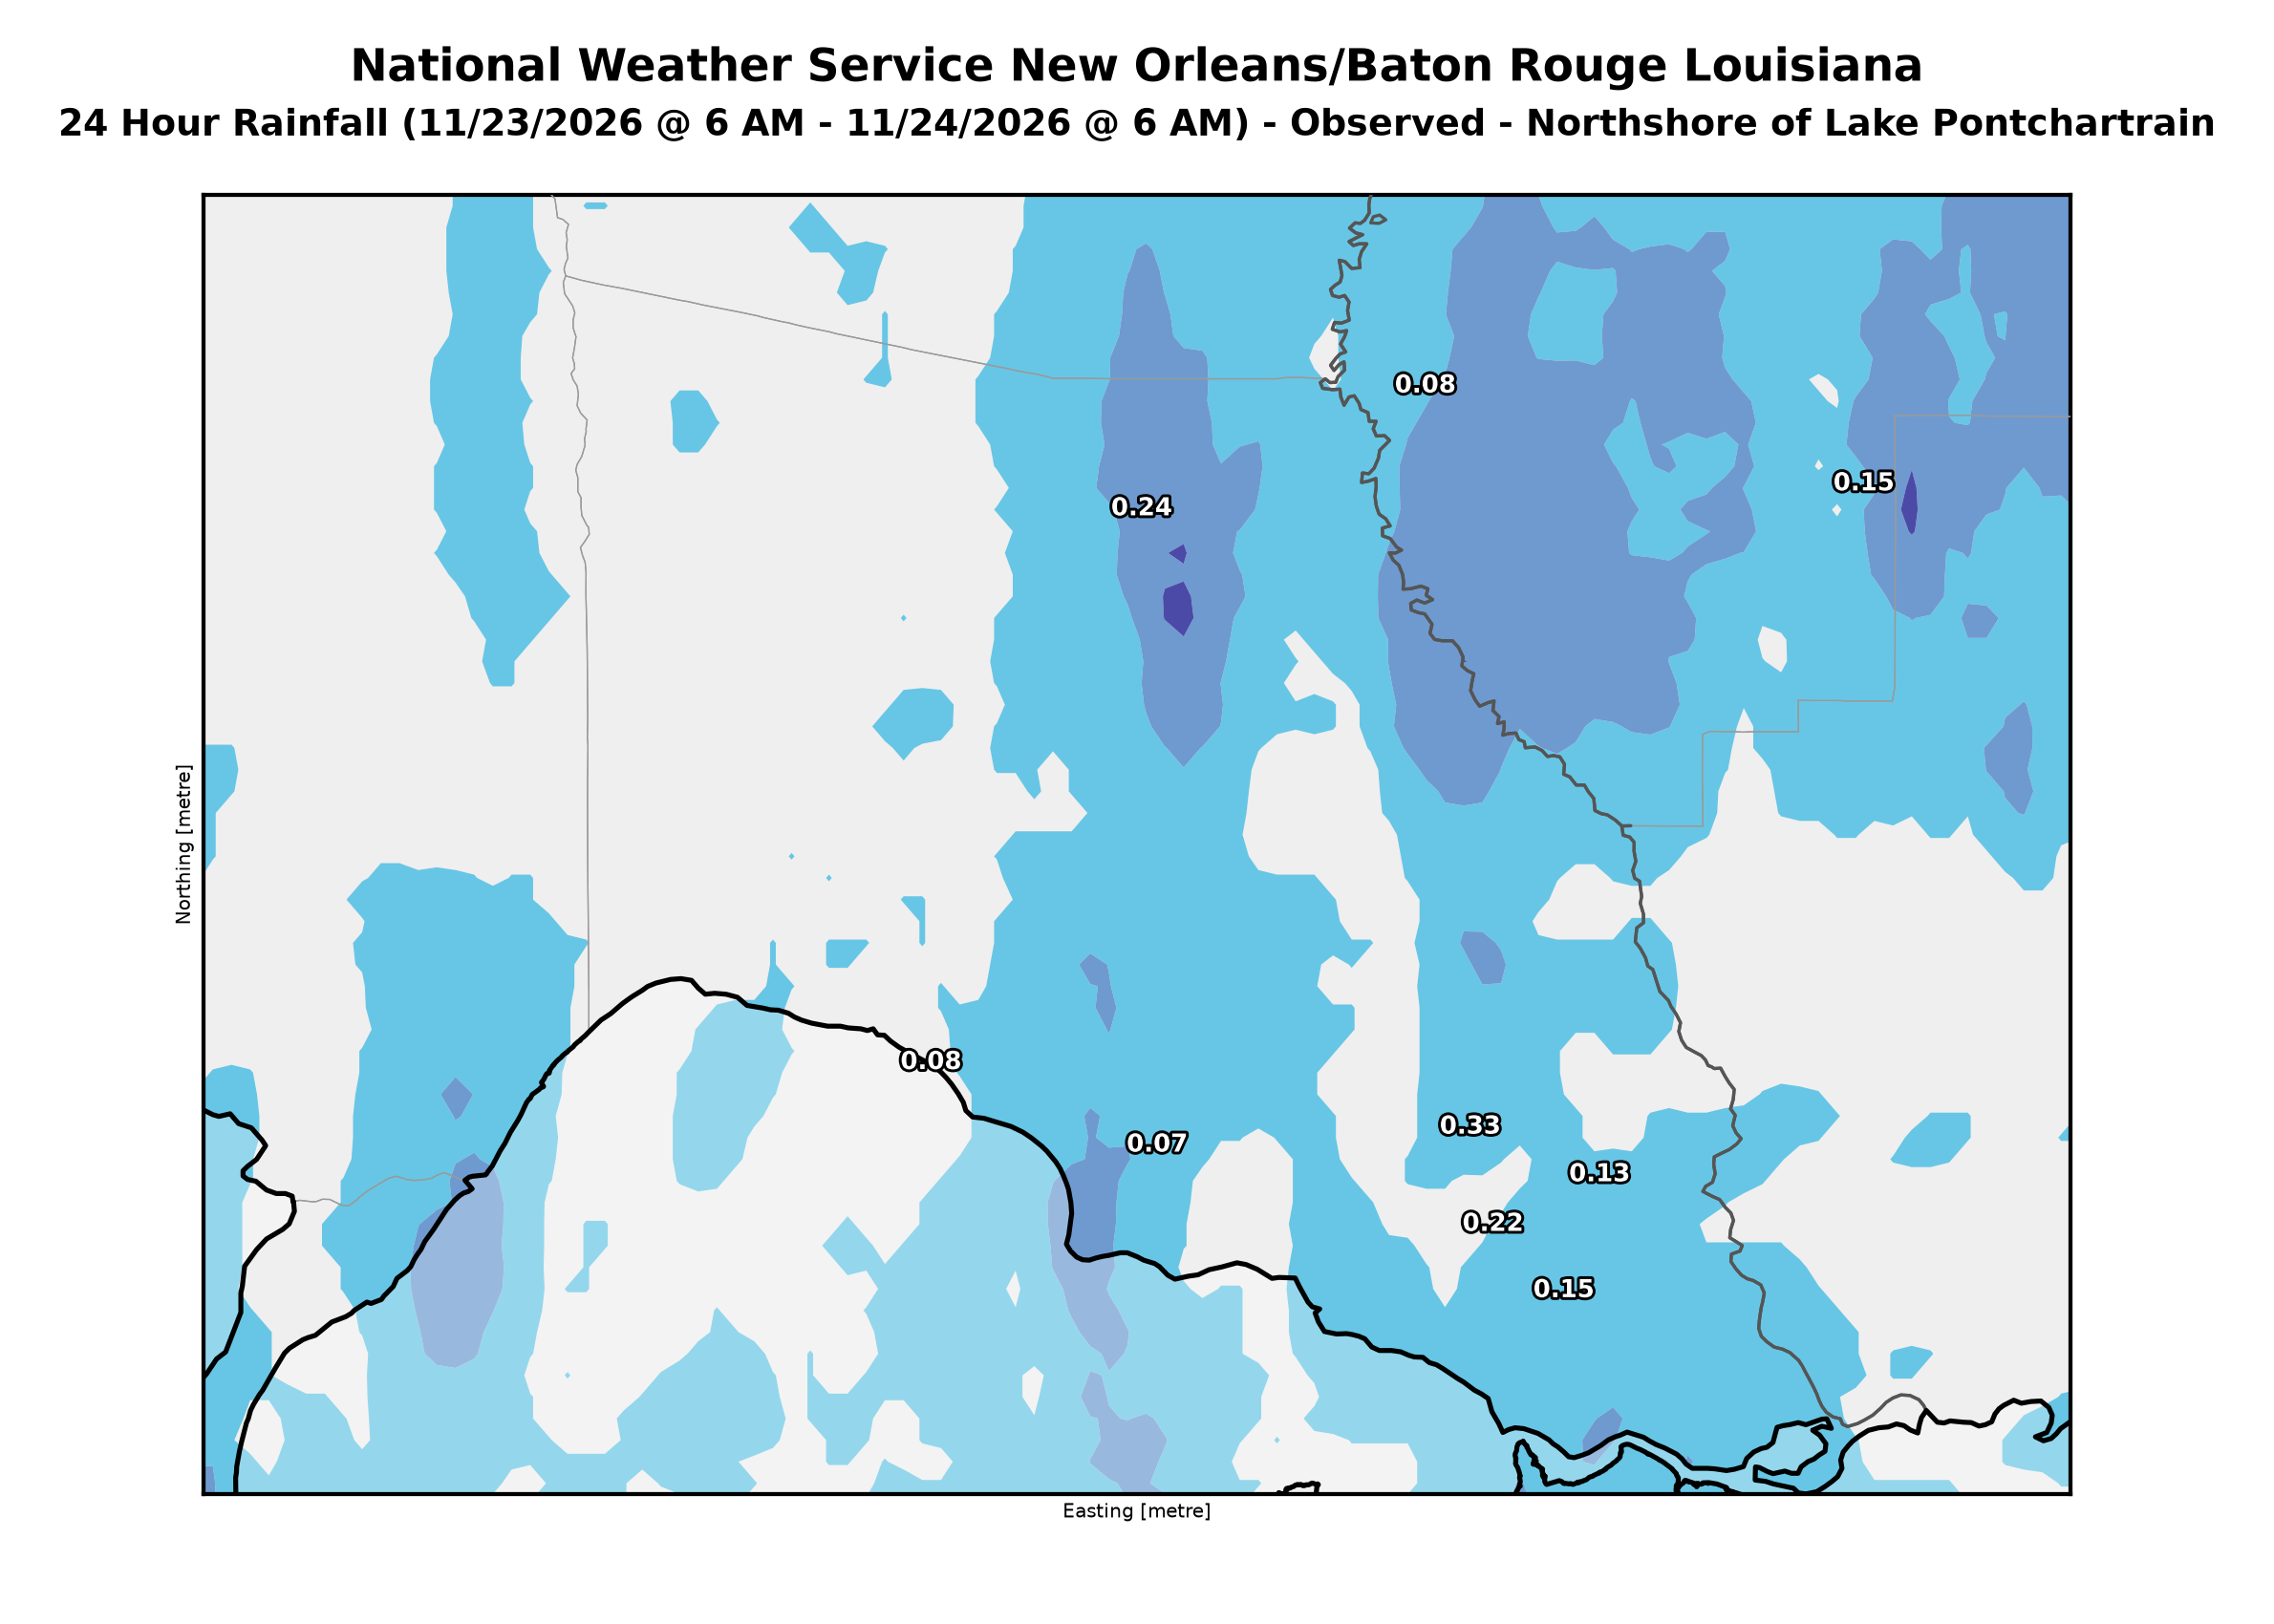 National Weather Service New Orleans/Baton Rouge Louisiana
24 Hour Rainfall (11/23/2026 @ 6 AM - 11/24/2026 @ 6 AM) - Observed - Northshore of Lake Pontchartrain
0.08
0.15
0.24
Northing [metre]
0.08
0.33
0.07
0.13
0.22
0.15
Easting [metre]